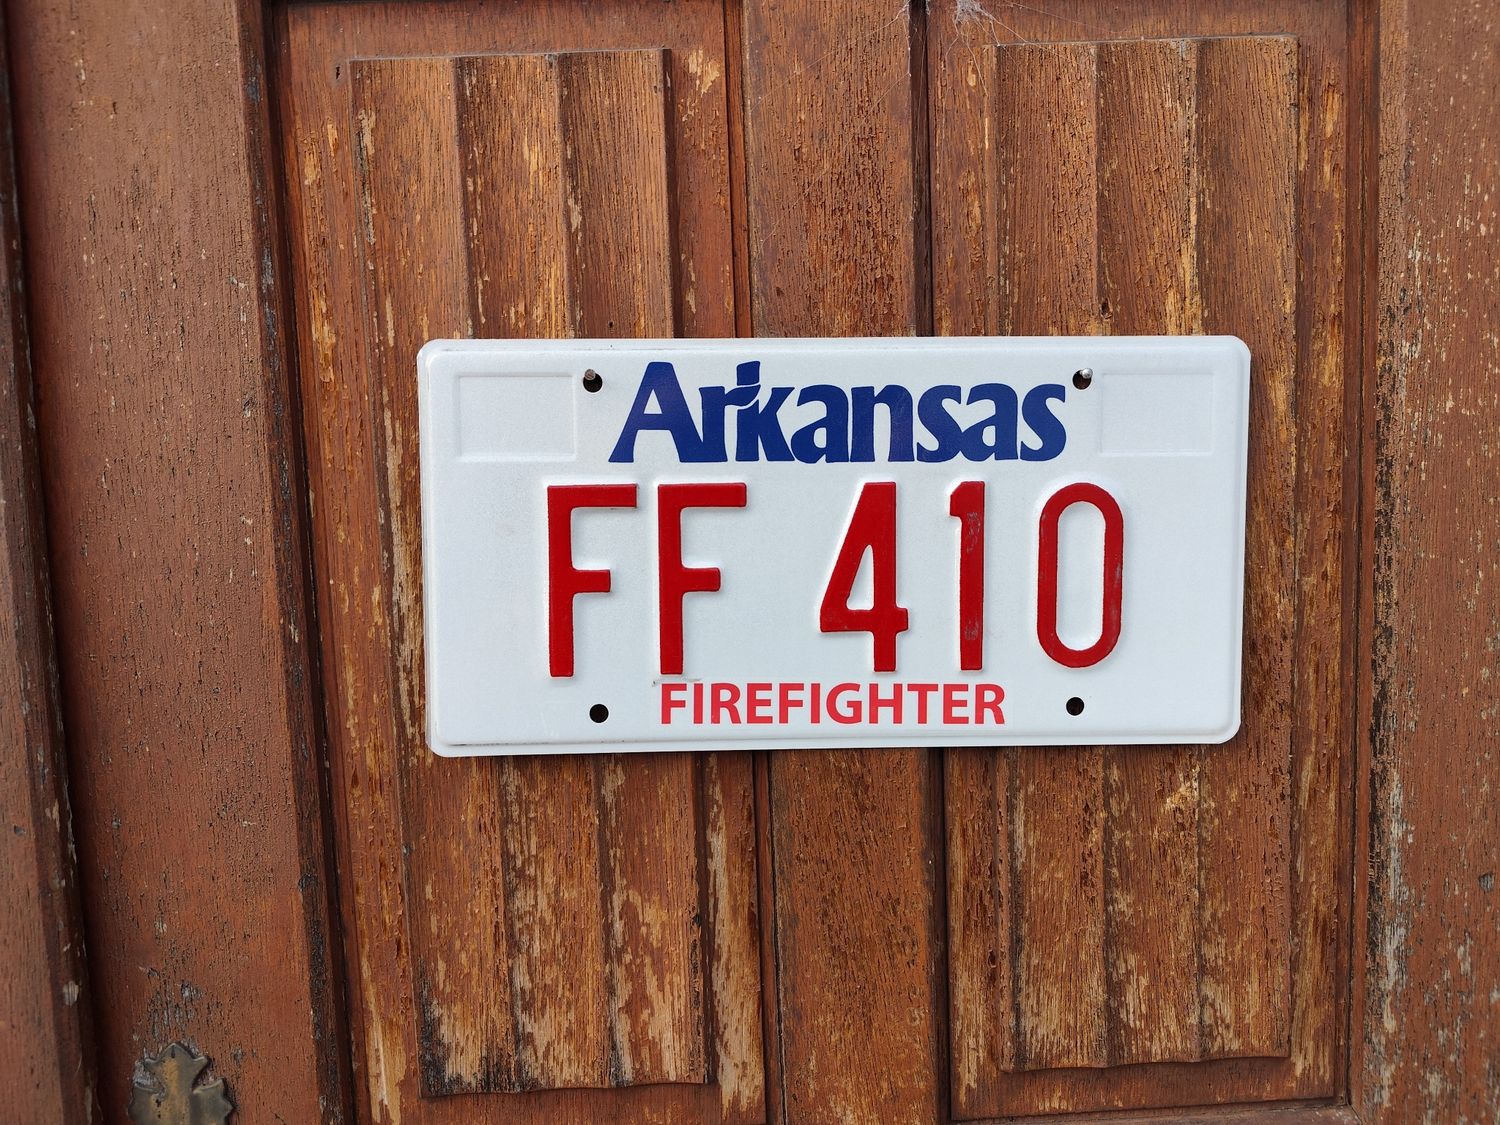 Arkansas
FF 410
FIREFIGHTER